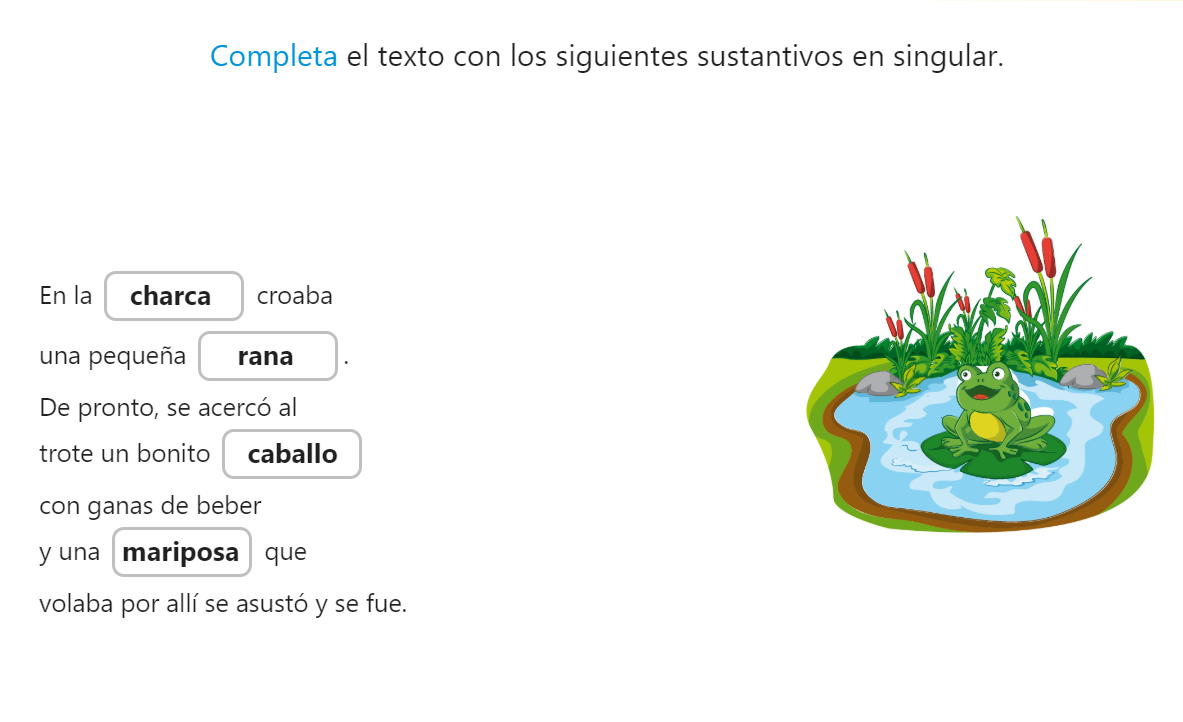 Completa el texto con los siguientes sustantivos en singular.
En la charca croaba
una pequeña rana .
De pronto, se acercó al
trote un bonito caballo
con ganas de beber
y una mariposa que
volaba por allí se asustó y se fue.